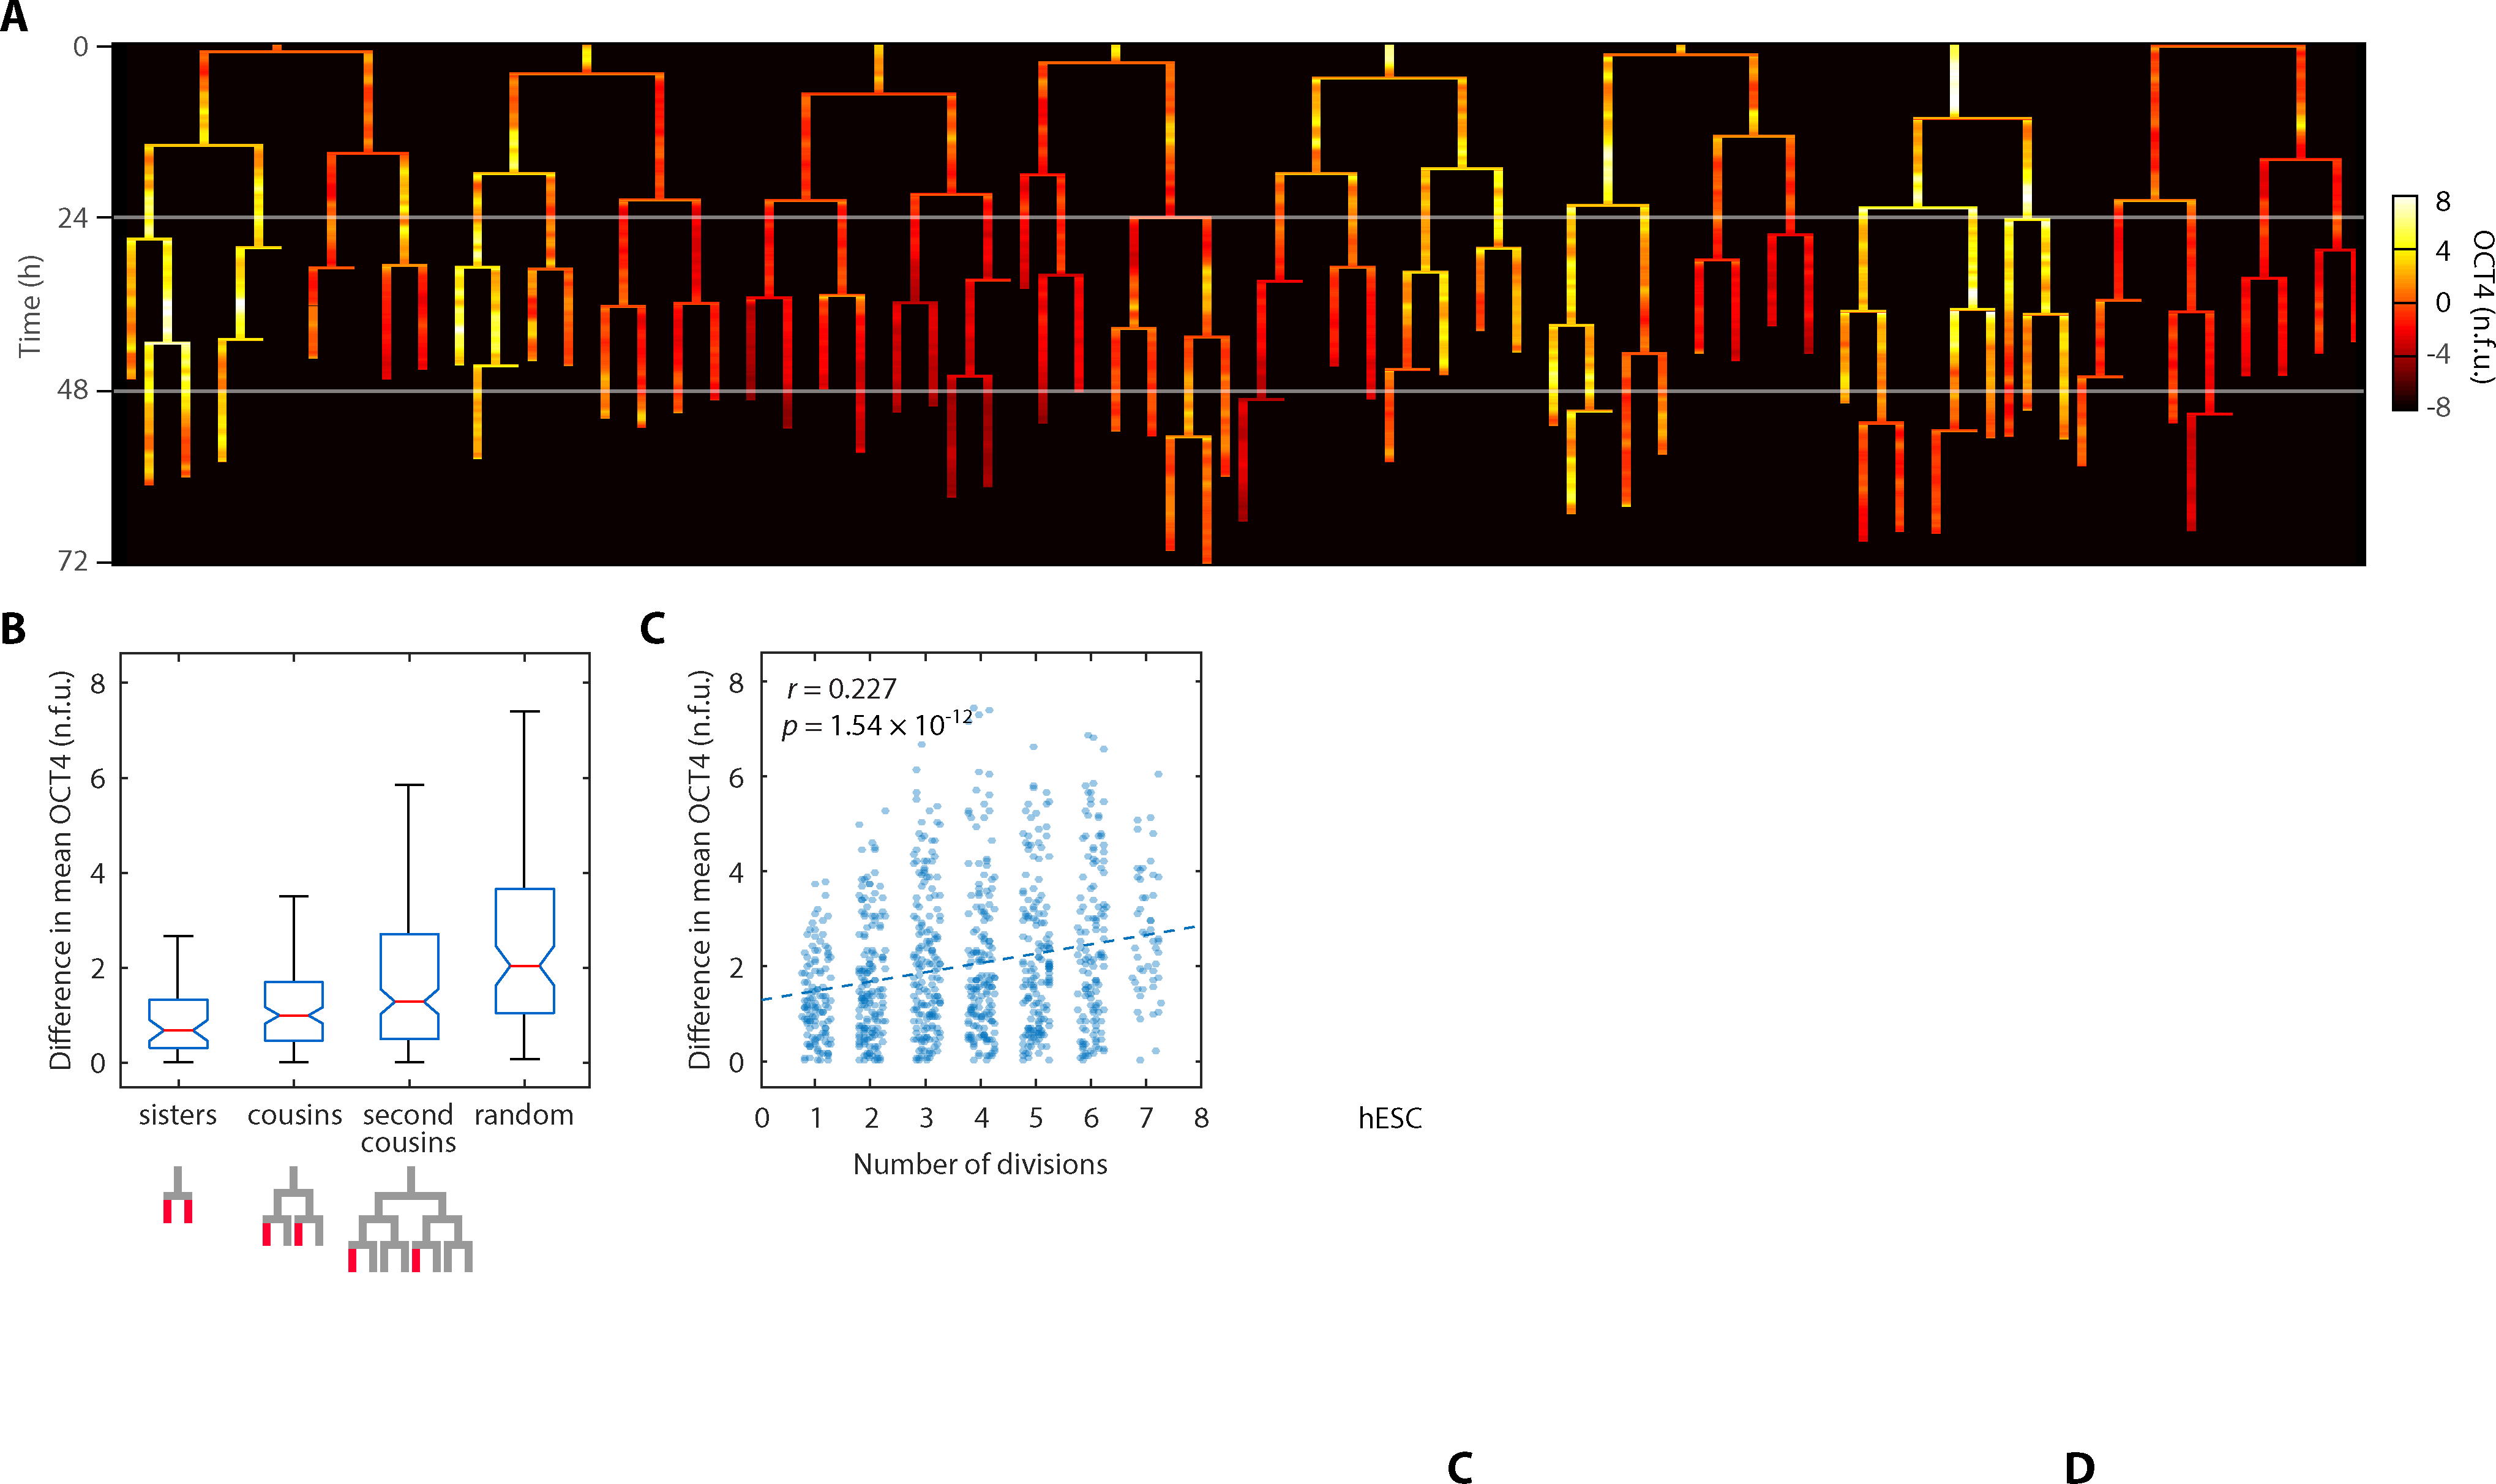 A
0
24
48
72
Time (h)
8
4
0
-4
-8
OCT4 (n.f.u.)
B
8
6
4
2
0
Difference in mean OCT4 (n.f.u.)
sisters cousins second cousins random
C
r = 0.227
p = 1.54 × 10-12
8
6
4
2
0
Difference in mean OCT4 (n.f.u.)
0 1 2 3 4 5 6 7 8
Number of divisions
hESC
C D